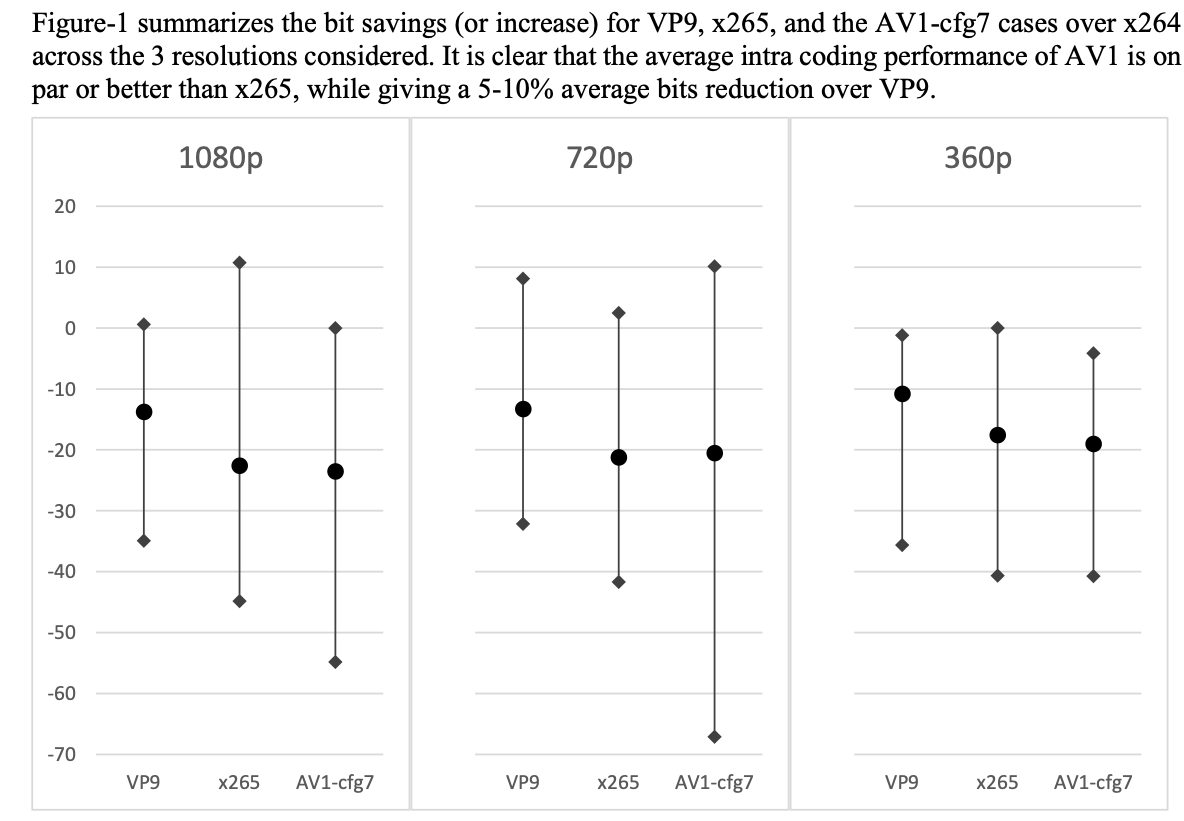 Figure-1 summarizes the bit savings (or increase) for VP9, x265, and the AV1-cfg7 cases over x264
across the 3 resolutions considered. It is clear that the average intra coding performance of AV1 is on
par or better than x265, while giving a 5-10% average bits reduction over VP9.
1080p
720p
360p
20
10
0
-10
-20
-30
-40
-50
-60
-70
VP9 x265 AV1-cfg7
VP9 x265 AV1-cfg7
VP9 x265 AV1-cfg7